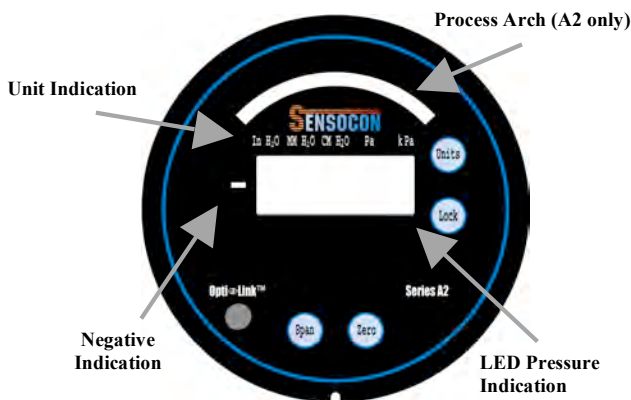 Process Arch (A2 only)
Unit Indication
SENSOCON
In H₂O MM H₂O CM H₂O Pa kPa
Units
Lock
Opti-Link™
Series A2
Span
Zero
Negative
Indication
LED Pressure
Indication